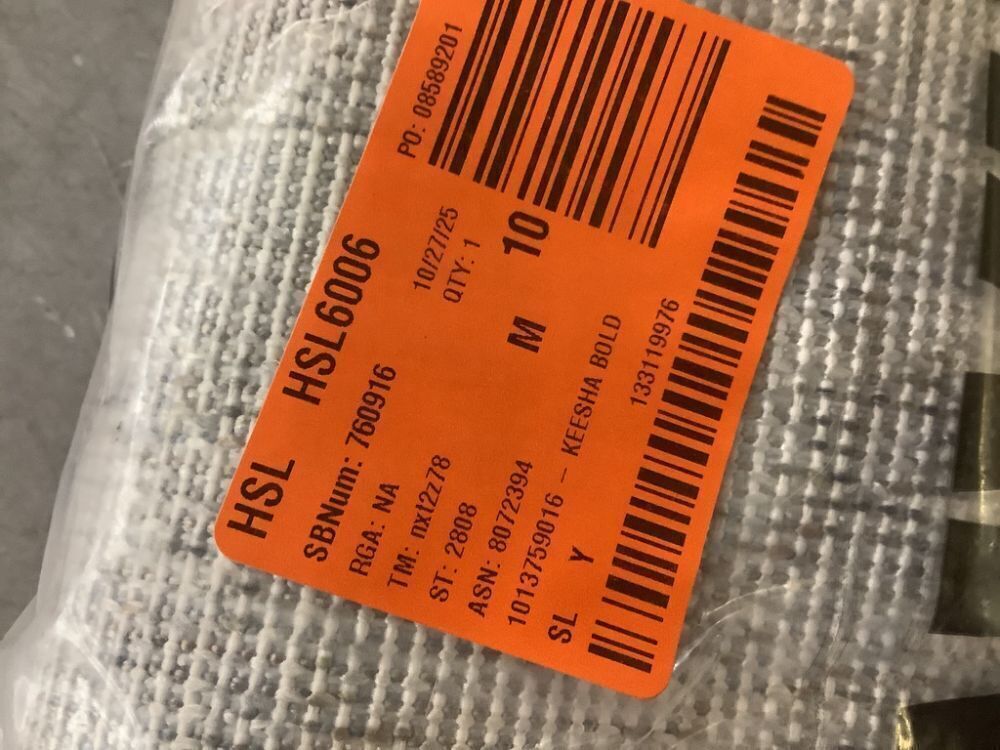 HSL HSL6006 PO: 08589201
SBNum: 760916 10/27/25
RGA: NA QTY: 1
TM: nxt2z78
ST: 2808 M 10
ASN: 8072394
1013759016 – KEESHA BOLD
SL Y 133119976